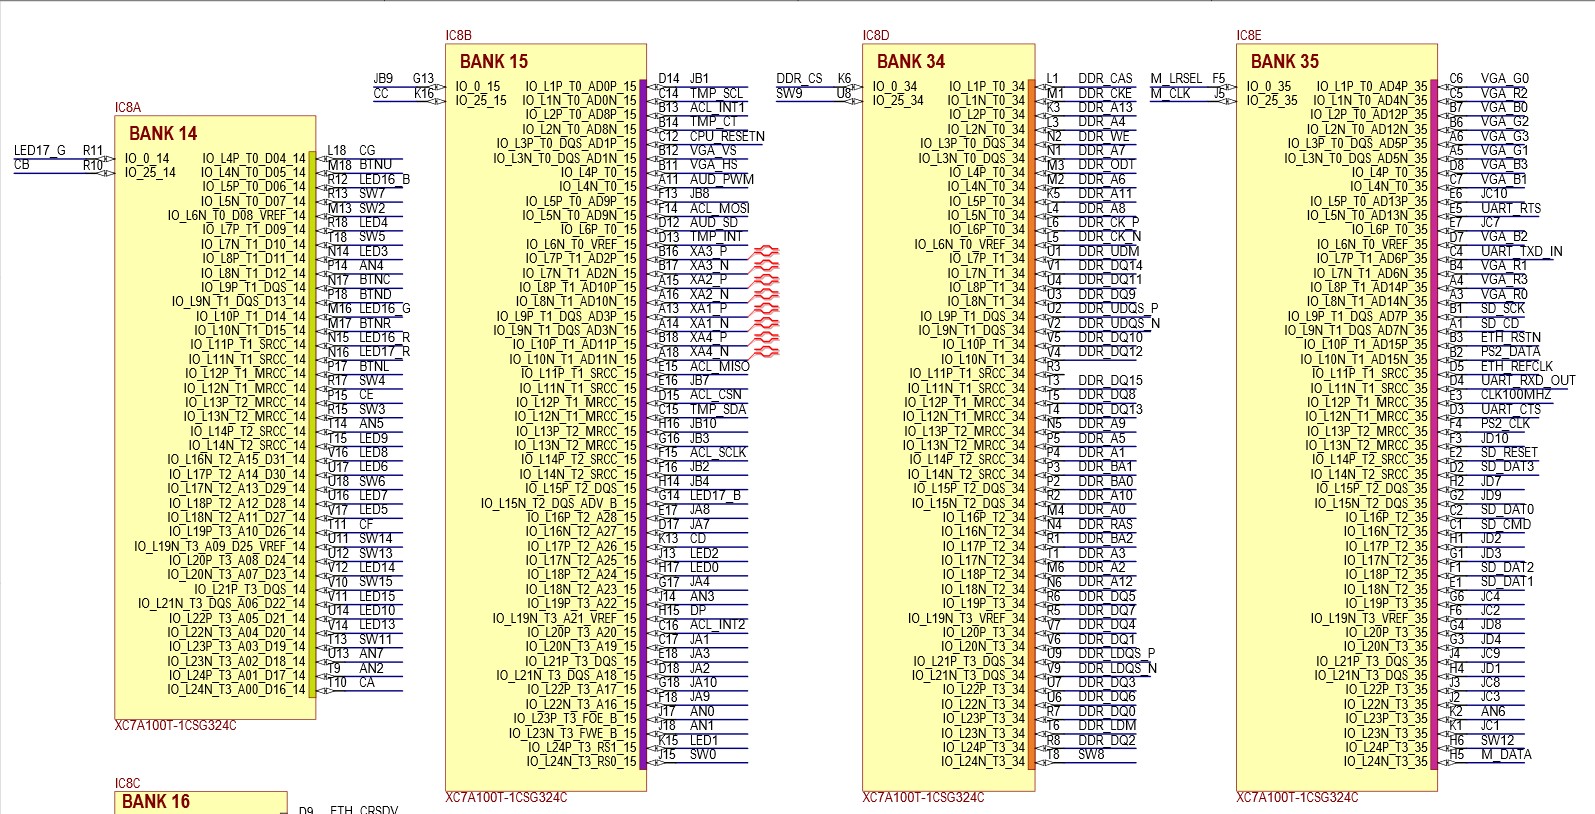 IC8A
BANK 14
LED17_G R11 IO_0_14
CB R10 IO_25_14
IO_L4P_T0_D04_14 L18 CG
IO_L4N_T0_D05_14 M18 BTNU
IO_L5P_T0_D06_14 R12 LED16_B
IO_L5N_T0_D07_14 R13 SW7
IO_L6N_T0_D08_VREF_14 M13 SW2
IO_L7P_T1_D09_14 R18 LED4
IO_L7N_T1_D10_14 T18 SW5
IO_L8P_T1_D11_14 N14 LED3
IO_L8N_T1_D12_14 P14 AN4
IO_L9P_T1_DQS_14 N17 BTNC
IO_L9N_T1_DQS_D13_14 P18 BTND
IO_L10P_T1_D14_14 M16 LED16_G
IO_L10N_T1_D15_14 M17 BTNR
IO_L11P_T1_SRCC_14 N15 LED16_R
IO_L11N_T1_SRCC_14 N16 LED17_R
IO_L12P_T1_MRCC_14 P17 BTNL
IO_L12N_T1_MRCC_14 R17 SW4
IO_L13P_T2_MRCC_14 P15 CE
IO_L13N_T2_MRCC_14 R15 SW3
IO_L14P_T2_SRCC_14 T14 AN5
IO_L14N_T2_SRCC_14 T15 LED9
IO_L16N_T2_A15_D31_14 V16 LED8
IO_L17P_T2_A14_D30_14 U17 LED6
IO_L17N_T2_A13_D29_14 U18 SW6
IO_L18P_T2_A12_D28_14 U16 LED7
IO_L18N_T2_A11_D27_14 V17 LED5
IO_L19P_T3_A10_D26_14 T11 CF
IO_L19N_T3_A09_D25_VREF_14 U11 SW14
IO_L20P_T3_A08_D24_14 U12 SW13
IO_L20N_T3_A07_D23_14 V12 LED14
IO_L21P_T3_DQS_14 V10 SW15
IO_L21N_T3_DQS_A06_D22_14 V11 LED15
IO_L22P_T3_A05_D21_14 U14 LED10
IO_L22N_T3_A04_D20_14 V14 LED13
IO_L23P_T3_A03_D19_14 T13 SW11
IO_L23N_T3_A02_D18_14 U13 AN7
IO_L24P_T3_A01_D17_14 T9 AN2
IO_L24N_T3_A00_D16_14 T10 CA
XC7A100T-1CSG324C
IC8C
BANK 16
D9 ETH_CRSDV
IC8B
BANK 15
JB9 G13 IO_0_15
CC K16 IO_25_15
IO_L1P_T0_AD0P_15 D14 JB1
IO_L1N_T0_AD0N_15 C14 TMP_SCL
IO_L2P_T0_AD8P_15 B13 ACL_INT1
IO_L2N_T0_AD8N_15 B14 TMP_CT
IO_L3P_T0_DQS_AD1P_15 C12 CPU_RESETN
IO_L3N_T0_DQS_AD1N_15 B12 VGA_VS
IO_L4P_T0_15 B11 VGA_HS
IO_L4N_T0_15 A11 AUD_PWM
IO_L5P_T0_AD9P_15 F13 JB8
IO_L5N_T0_AD9N_15 F14 ACL_MOSI
IO_L6P_T0_15 D12 AUD_SD
IO_L6N_T0_VREF_15 D13 TMP_INT
IO_L7P_T1_AD2P_15 B16 XA3_P
IO_L7N_T1_AD2N_15 B17 XA3_N
IO_L8P_T1_AD10P_15 A15 XA2_P
IO_L8N_T1_AD10N_15 A16 XA2_N
IO_L9P_T1_DQS_AD3P_15 A13 XA1_P
IO_L9N_T1_DQS_AD3N_15 A14 XA1_N
IO_L10P_T1_AD11P_15 B18 XA4_P
IO_L10N_T1_AD11N_15 A18 XA4_N
IO_L11P_T1_SRCC_15 E15 ACL_MISO
IO_L11N_T1_SRCC_15 E16 JB7
IO_L12P_T1_MRCC_15 D15 ACL_CSN
IO_L12N_T1_MRCC_15 C15 TMP_SDA
IO_L13P_T2_MRCC_15 H16 JB10
IO_L13N_T2_MRCC_15 G16 JB3
IO_L14P_T2_SRCC_15 F15 ACL_SCLK
IO_L14N_T2_SRCC_15 F16 JB2
IO_L15P_T2_DQS_15 H14 JB4
IO_L15N_T2_DQS_ADV_B_15 G14 LED17_B
IO_L16P_T2_A28_15 E17 JA8
IO_L16N_T2_A27_15 D17 JA7
IO_L17P_T2_A26_15 K13 CD
IO_L17N_T2_A25_15 J13 LED2
IO_L18P_T2_A24_15 H17 LED0
IO_L18N_T2_A23_15 G17 JA4
IO_L19P_T3_A22_15 J14 AN3
IO_L19N_T3_A21_VREF_15 H15 DP
IO_L20P_T3_A20_15 C16 ACL_INT2
IO_L20N_T3_A19_15 C17 JA1
IO_L21P_T3_DQS_15 E18 JA3
IO_L21N_T3_DQS_A18_15 D18 JA2
IO_L22P_T3_A17_15 G18 JA10
IO_L22N_T3_A16_15 F18 JA9
IO_L23P_T3_FOE_B_15 J17 AN0
IO_L23N_T3_FWE_B_15 J18 AN1
IO_L24P_T3_RS1_15 K15 LED1
IO_L24N_T3_RS0_15 J15 SW0
XC7A100T-1CSG324C
IC8D
BANK 34
DDR_CS K6 IO_0_34
SW9 U8 IO_25_34
IO_L1P_T0_34 L1 DDR_CAS
IO_L1N_T0_34 M1 DDR_CKE
IO_L2P_T0_34 K3 DDR_A13
IO_L2N_T0_34 L3 DDR_A4
IO_L3P_T0_DQS_34 N2 DDR_WE
IO_L3N_T0_DQS_34 N1 DDR_A7
IO_L4P_T0_34 M3 DDR_ODT
IO_L4N_T0_34 M2 DDR_A6
IO_L5P_T0_34 K5 DDR_A11
IO_L5N_T0_34 L4 DDR_A8
IO_L6P_T0_34 L6 DDR_CK_P
IO_L6N_T0_VREF_34 L5 DDR_CK_N
IO_L7P_T1_34 U1 DDR_UDM
IO_L7N_T1_34 V1 DDR_DQ14
IO_L8P_T1_34 U4 DDR_DQ11
IO_L8N_T1_34 U3 DDR_DQ9
IO_L9P_T1_DQS_34 U2 DDR_UDQS_P
IO_L9N_T1_DQS_34 V2 DDR_UDQS_N
IO_L10P_T1_34 V5 DDR_DQ10
IO_L10N_T1_34 V4 DDR_DQ12
IO_L11P_T1_SRCC_34 R3
IO_L11N_T1_SRCC_34 T3 DDR_DQ15
IO_L12P_T1_MRCC_34 T5 DDR_DQ8
IO_L12N_T1_MRCC_34 T4 DDR_DQ13
IO_L13P_T2_MRCC_34 N5 DDR_A9
IO_L13N_T2_MRCC_34 P5 DDR_A5
IO_L14P_T2_SRCC_34 P4 DDR_A1
IO_L14N_T2_SRCC_34 P3 DDR_BA1
IO_L15P_T2_DQS_34 P2 DDR_BA0
IO_L15N_T2_DQS_34 R2 DDR_A10
IO_L16P_T2_34 M4 DDR_A0
IO_L16N_T2_34 N4 DDR_RAS
IO_L17P_T2_34 R1 DDR_BA2
IO_L17N_T2_34 T1 DDR_A3
IO_L18P_T2_34 M6 DDR_A2
IO_L18N_T2_34 N6 DDR_A12
IO_L19P_T3_34 R6 DDR_DQ5
IO_L19N_T3_VREF_34 R5 DDR_DQ7
IO_L20P_T3_34 V7 DDR_DQ4
IO_L20N_T3_34 V6 DDR_DQ1
IO_L21P_T3_DQS_34 U9 DDR_LDQS_P
IO_L21N_T3_DQS_34 V9 DDR_LDQS_N
IO_L22P_T3_34 U7 DDR_DQ3
IO_L22N_T3_34 U6 DDR_DQ6
IO_L23P_T3_34 R7 DDR_DQ0
IO_L23N_T3_34 T6 DDR_LDM
IO_L24P_T3_34 R8 DDR_DQ2
IO_L24N_T3_34 T8 SW8
XC7A100T-1CSG324C
IC8E
BANK 35
M_LRSEL F5 IO_0_35
M_CLK J5 IO_25_35
IO_L1P_T0_AD4P_35 C6 VGA_G0
IO_L1N_T0_AD4N_35 C5 VGA_R2
IO_L2P_T0_AD12P_35 B7 VGA_B0
IO_L2N_T0_AD12N_35 B6 VGA_G2
IO_L3P_T0_DQS_AD5P_35 A6 VGA_G3
IO_L3N_T0_DQS_AD5N_35 A5 VGA_G1
IO_L4P_T0_35 D8 VGA_B3
IO_L4N_T0_35 C7 VGA_B1
IO_L5P_T0_AD13P_35 E6 JC10
IO_L5N_T0_AD13N_35 E5 UART_RTS
IO_L6P_T0_35 E7 JC7
IO_L6N_T0_VREF_35 D7 VGA_B2
IO_L7P_T1_AD6P_35 C4 UART_TXD_IN
IO_L7N_T1_AD6N_35 B4 VGA_R1
IO_L8P_T1_AD14P_35 A4 VGA_R3
IO_L8N_T1_AD14N_35 A3 VGA_R0
IO_L9P_T1_DQS_AD7P_35 B1 SD_SCK
IO_L9N_T1_DQS_AD7N_35 A1 SD_CD
IO_L10P_T1_AD15P_35 B3 ETH_RSTN
IO_L10N_T1_AD15N_35 B2 PS2_DATA
IO_L11P_T1_SRCC_35 D5 ETH_REFCLK
IO_L11N_T1_SRCC_35 D4 UART_RXD_OUT
IO_L12P_T1_MRCC_35 E3 CLK100MHZ
IO_L12N_T1_MRCC_35 D3 UART_CTS
IO_L13P_T2_MRCC_35 F4 PS2_CLK
IO_L13N_T2_MRCC_35 F3 JD10
IO_L14P_T2_SRCC_35 E2 SD_RESET
IO_L14N_T2_SRCC_35 D2 SD_DAT3
IO_L15P_T2_DQS_35 H2 JD7
IO_L15N_T2_DQS_35 G2 JD9
IO_L16P_T2_35 C2 SD_DAT0
IO_L16N_T2_35 C1 SD_CMD
IO_L17P_T2_35 H1 JD2
IO_L17N_T2_35 G1 JD3
IO_L18P_T2_35 F1 SD_DAT2
IO_L18N_T2_35 E1 SD_DAT1
IO_L19P_T3_35 G6 JC4
IO_L19N_T3_VREF_35 F6 JC2
IO_L20P_T3_35 G4 JD8
IO_L20N_T3_35 G3 JD4
IO_L21P_T3_DQS_35 J4 JC9
IO_L21N_T3_DQS_35 H4 JD1
IO_L22P_T3_35 J3 JC8
IO_L22N_T3_35 J2 JC3
IO_L23P_T3_35 K2 AN6
IO_L23N_T3_35 K1 JC1
IO_L24P_T3_35 H6 SW12
IO_L24N_T3_35 H5 M_DATA
XC7A100T-1CSG324C